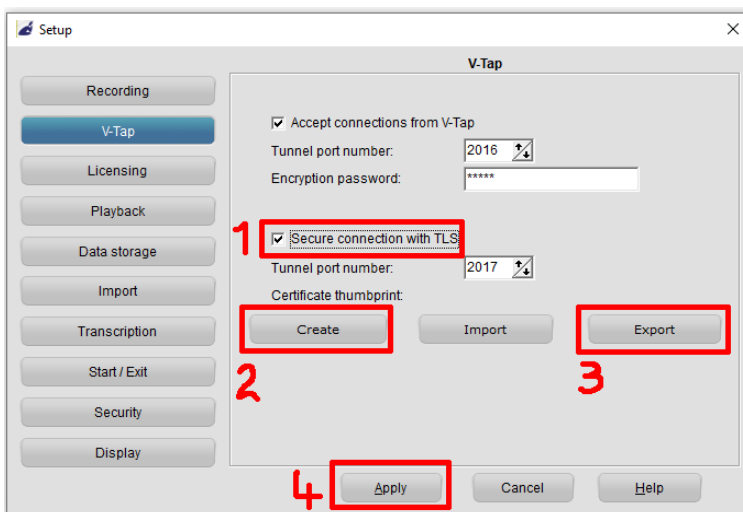 Setup
V-Tap
Recording
V-Tap
Licensing
Playback
Data storage
Import
Transcription
Start / Exit
Security
Display
Accept connections from V-Tap
Tunnel port number: 2016
Encryption password: *****
1 Secure connection with TLS
Tunnel port number: 2017
Certificate thumbprint:
Create Import Export
2 3
4 Apply Cancel Help